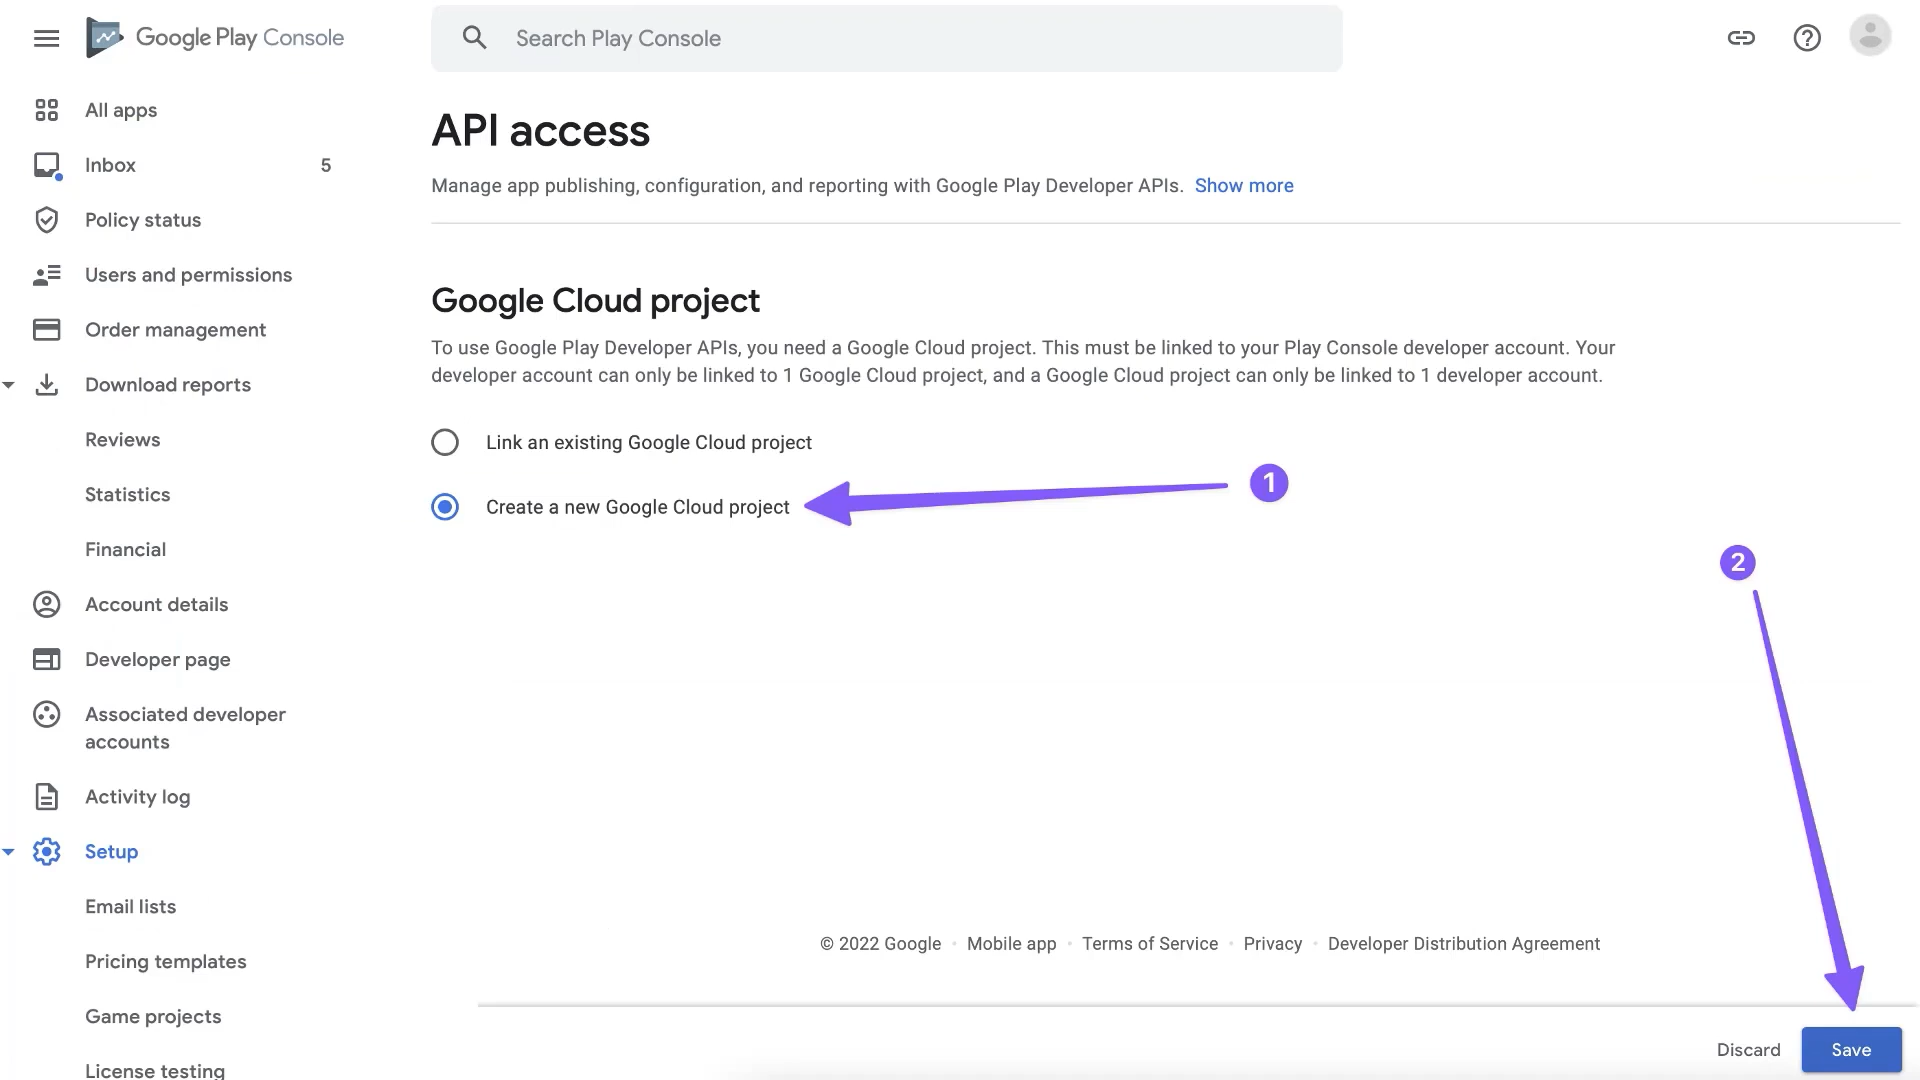 Google Play Console
Search Play Console
All apps
Inbox 5
Policy status
Users and permissions
Order management
Download reports
Reviews
Statistics
Financial
Account details
Developer page
Associated developer
accounts
Activity log
Setup
Email lists
Pricing templates
Game projects
License testing
API access
Manage app publishing, configuration, and reporting with Google Play Developer APIs. Show more
Google Cloud project
To use Google Play Developer APIs, you need a Google Cloud project. This must be linked to your Play Console developer account. Your
developer account can only be linked to 1 Google Cloud project, and a Google Cloud project can only be linked to 1 developer account.
Link an existing Google Cloud project
Create a new Google Cloud project
1
2
© 2022 Google · Mobile app · Terms of Service · Privacy · Developer Distribution Agreement
Discard Save